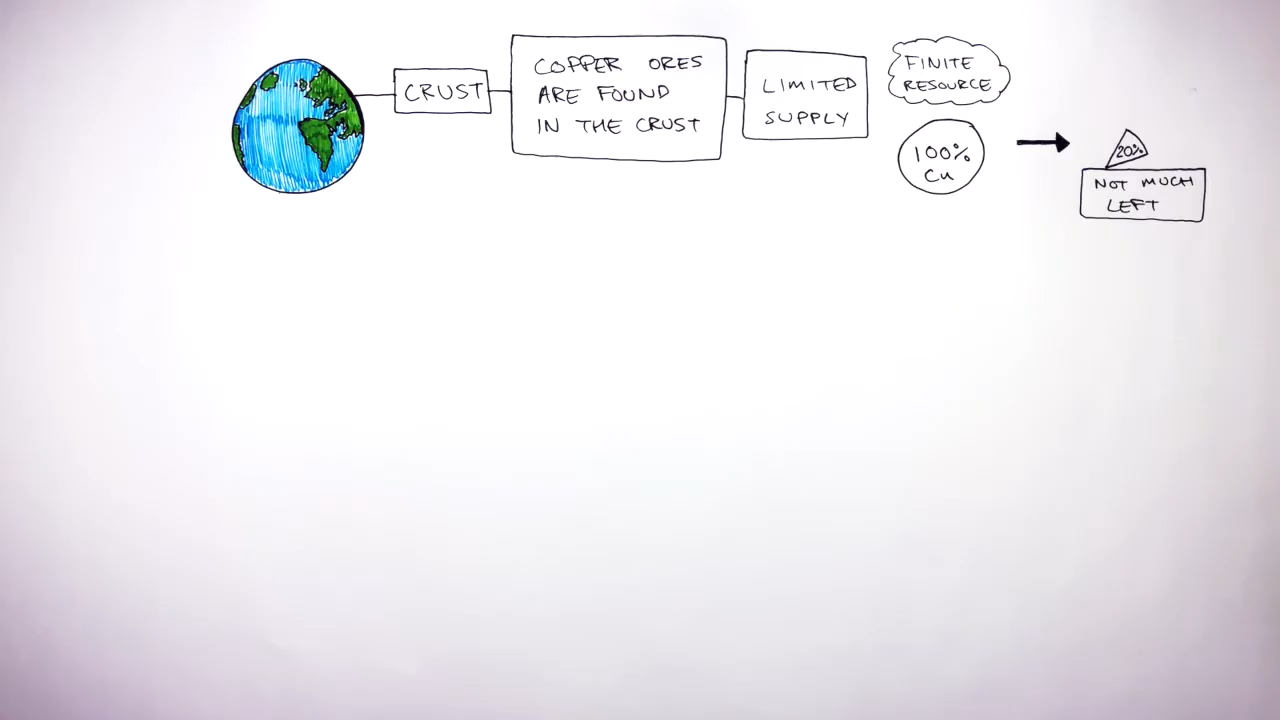 CRUST
COPPER ORES
ARE FOUND
IN THE CRUST
LIMITED
SUPPLY
FINITE
RESOURCE
100%
Cu
20%
NOT MUCH
LEFT